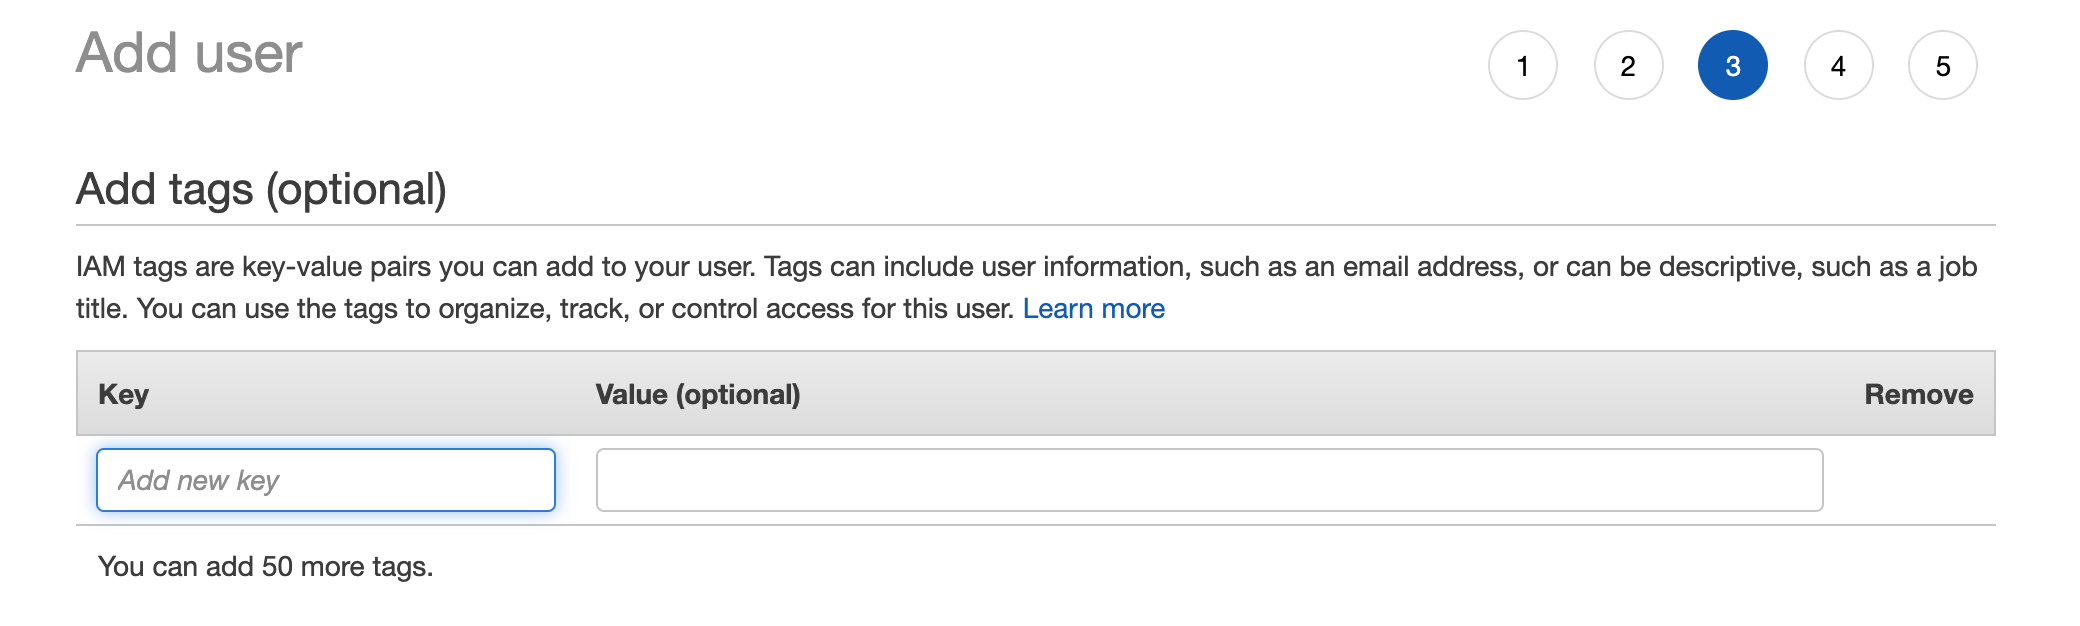 Add user
1 2 3 4 5
Add tags (optional)
IAM tags are key-value pairs you can add to your user. Tags can include user information, such as an email address, or can be descriptive, such as a job
title. You can use the tags to organize, track, or control access for this user. Learn more
Key Value (optional) Remove
Add new key
You can add 50 more tags.